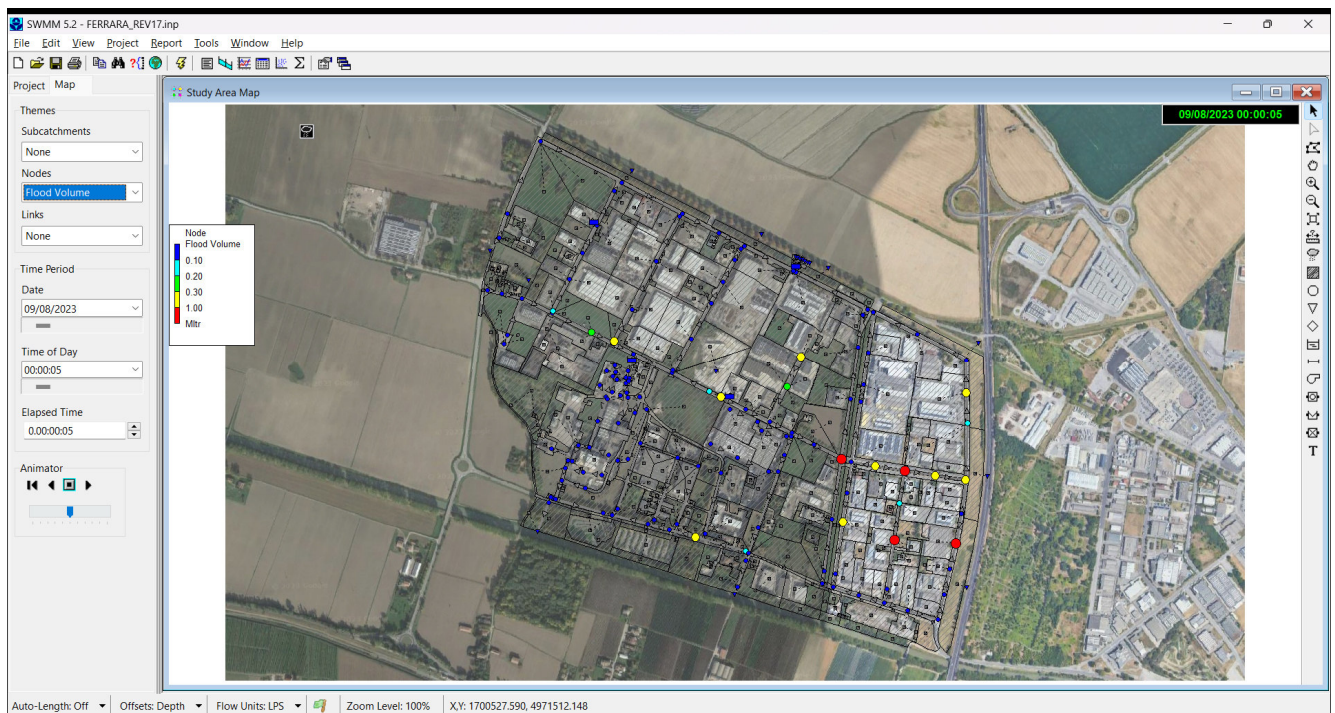 SWMM 5.2 - FERRARA_REV17.inp
File Edit View Project Report Tools Window Help
Project Map
Study Area Map
09/08/2023 00:00:05
Themes
Subcatchments
None
Nodes
Flood Volume
Links
None
Time Period
Date
09/08/2023
Time of Day
00:00:05
Elapsed Time
0.00:00:05
Animator
Node
Flood Volume
0.10
0.20
0.30
1.00
Mltr
T
Auto-Length: Off Offsets: Depth Flow Units: LPS Zoom Level: 100% X,Y: 1700527.590, 4971512.148